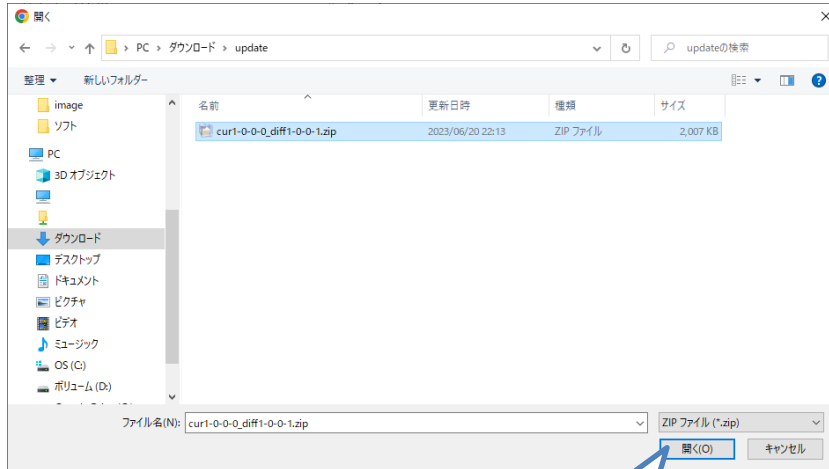 開く
PC › ダウンロード › update
updateの検索
整理 新しいフォルダー
image
ソフト
PC
3D オブジェクト
ダウンロード
デスクトップ
ドキュメント
ピクチャ
ビデオ
ミュージック
OS (C:)
ボリューム (D:)
名前 更新日時 種類 サイズ
cur1-0-0-0_diff1-0-0-1.zip 2023/06/20 22:13 ZIP ファイル 2,007 KB
ファイル名(N): cur1-0-0-0_diff1-0-0-1.zip ZIP ファイル (*.zip)
開く(O) キャンセル